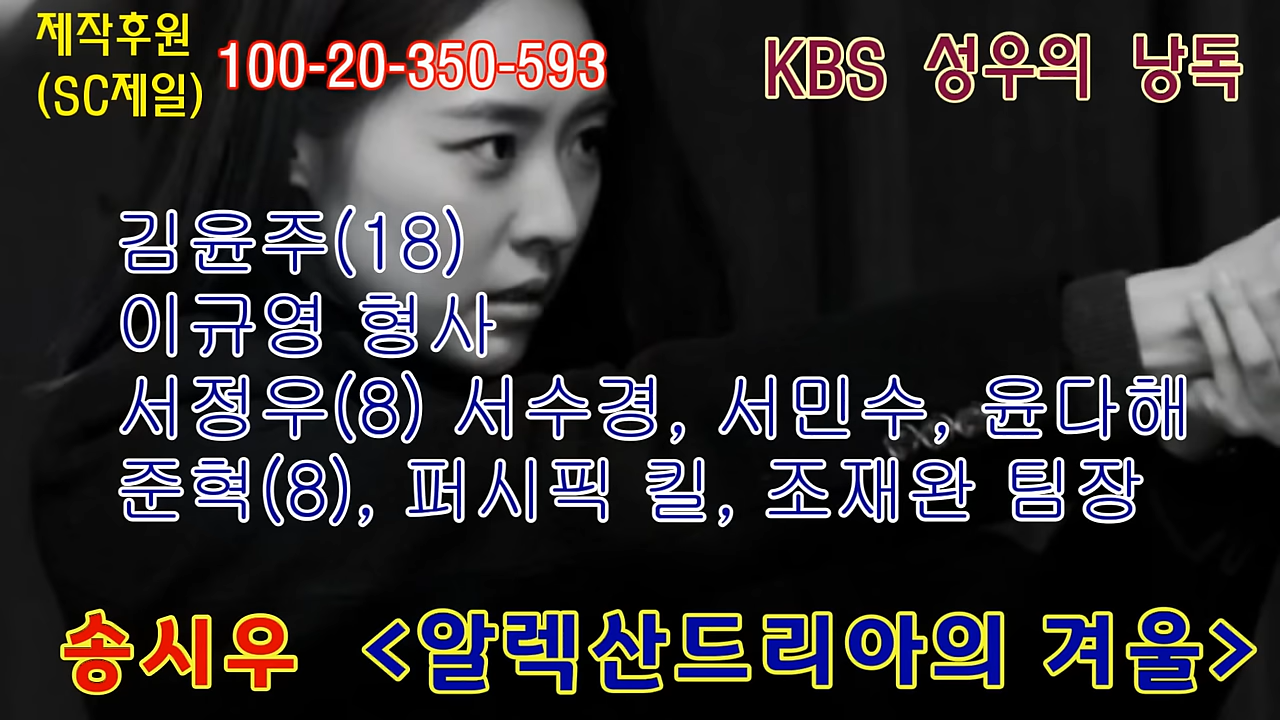 제작후원
(SC제일)
100-20-350-593
KBS 성우의 낭독
김윤주(18)
이규영 형사
서정우(8) 서수경, 서민수, 윤다해
준혁(8), 퍼시픽 킬, 조재완 팀장
송시우 <알렉산드리아의 겨울>